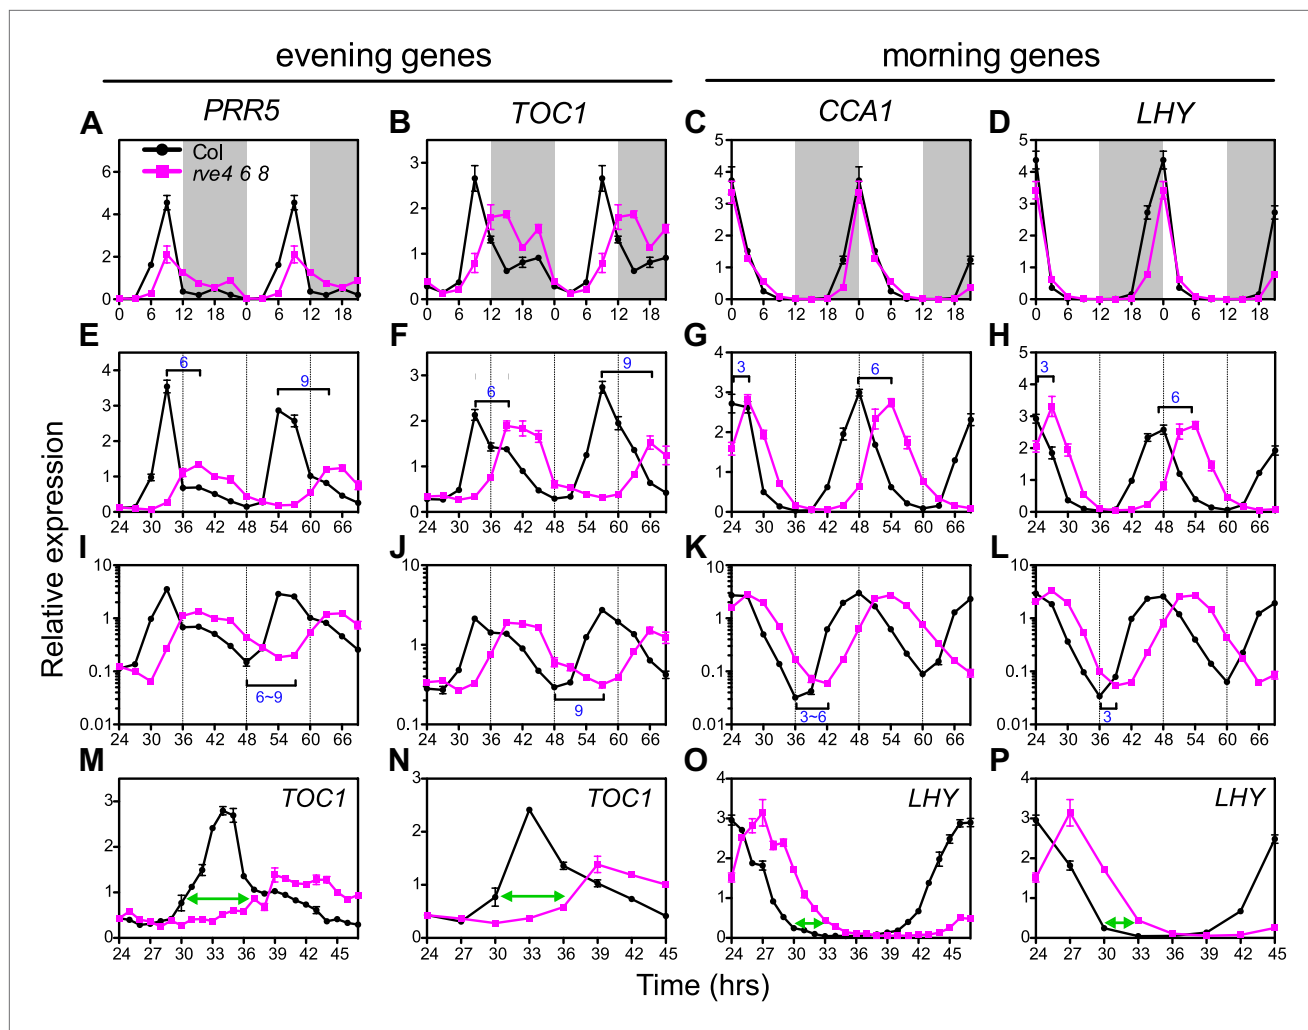 evening genes morning genes
PRR5 TOC1 CCA1 LHY
A B C D
Col
rve4 6 8
6 4 2 0
3 2 1 0
5 4 3 2 1 0
5 4 3 2 1 0
0 6 12 18 0 6 12 18
0 6 12 18 0 6 12 18
0 6 12 18 0 6 12 18
0 6 12 18 0 6 12 18
E F G H
6 9
6 9
3 6
3 6
4 3 2 1 0
3 2 1 0
4 3 2 1 0
5 4 3 2 1 0
24 30 36 42 48 54 60 66
24 30 36 42 48 54 60 66
24 30 36 42 48 54 60 66
24 30 36 42 48 54 60 66
Relative expression
I J K L
10 1 0.1 0.01
10 1 0.1
10 1 0.1 0.01
10 1 0.1 0.01
6~9
9
3~6
3
24 30 36 42 48 54 60 66
24 30 36 42 48 54 60 66
24 30 36 42 48 54 60 66
24 30 36 42 48 54 60 66
M N O P
TOC1 TOC1 LHY LHY
3 2 1 0
3 2 1 0
4 3 2 1 0
4 3 2 1 0
24 27 30 33 36 39 42 45
24 27 30 33 36 39 42 45
24 27 30 33 36 39 42 45
24 27 30 33 36 39 42 45
Time (hrs)